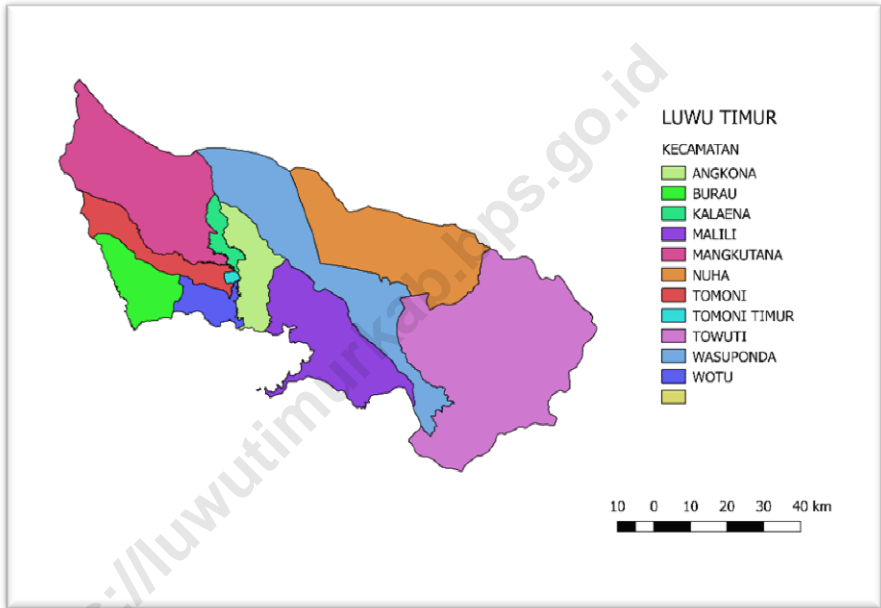 LUWU TIMUR
KECAMATAN
ANGKONA
BURAU
KALAENA
MALILI
MANGKUTANA
NUHA
TOMONI
TOMONI TIMUR
TOWUTI
WASUPONDA
WOTU
10 0 10 20 30 40 km
s://luwutimurkab.bps.go.id